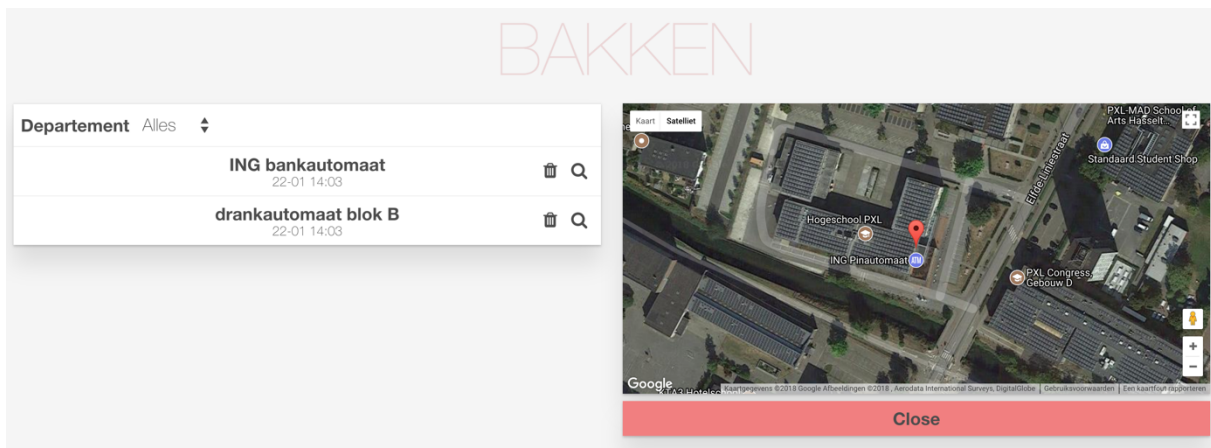 BAKKEN
Departement Alles
ING bankautomaat
22-01 14:03
drankautomaat blok B
22-01 14:03
Kaart Satelliet
PXL-MAD School of
Arts Hasselt...
Standaard Student Shop
Elfde-Liniestraat
Hogeschool PXL
ING Pinautomaat
ATM
PXL Congress
Gebouw D
Google
Kaartgegevens ©2018 Google Afbeeldingen ©2018 , Aerodata International Surveys, DigitalGlobe
Gebruiksvoorwaarden
Een kaartfout rapporteren
Close